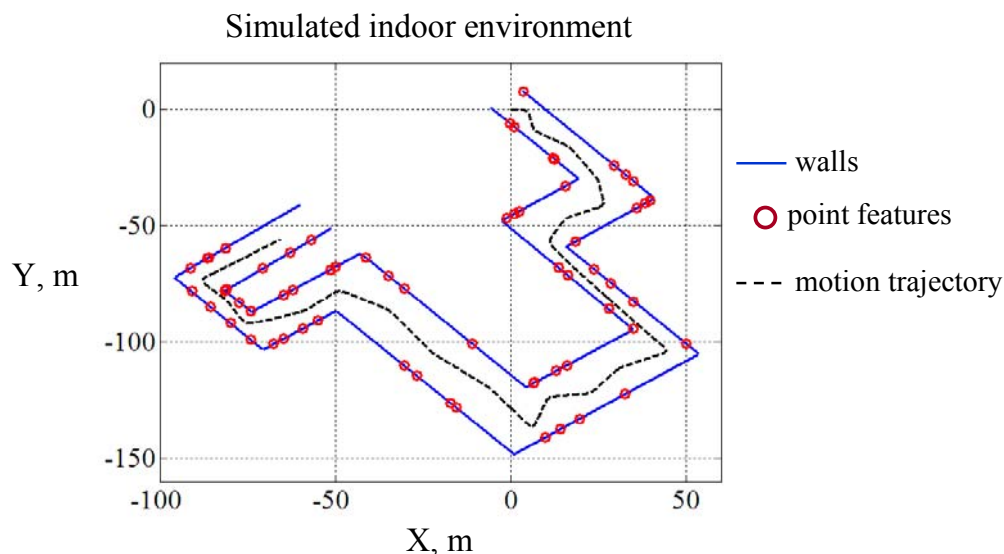 Simulated indoor environment
0
-50
-100
-150
-100
-50
0
50
Y, m
X, m
walls
point features
motion trajectory